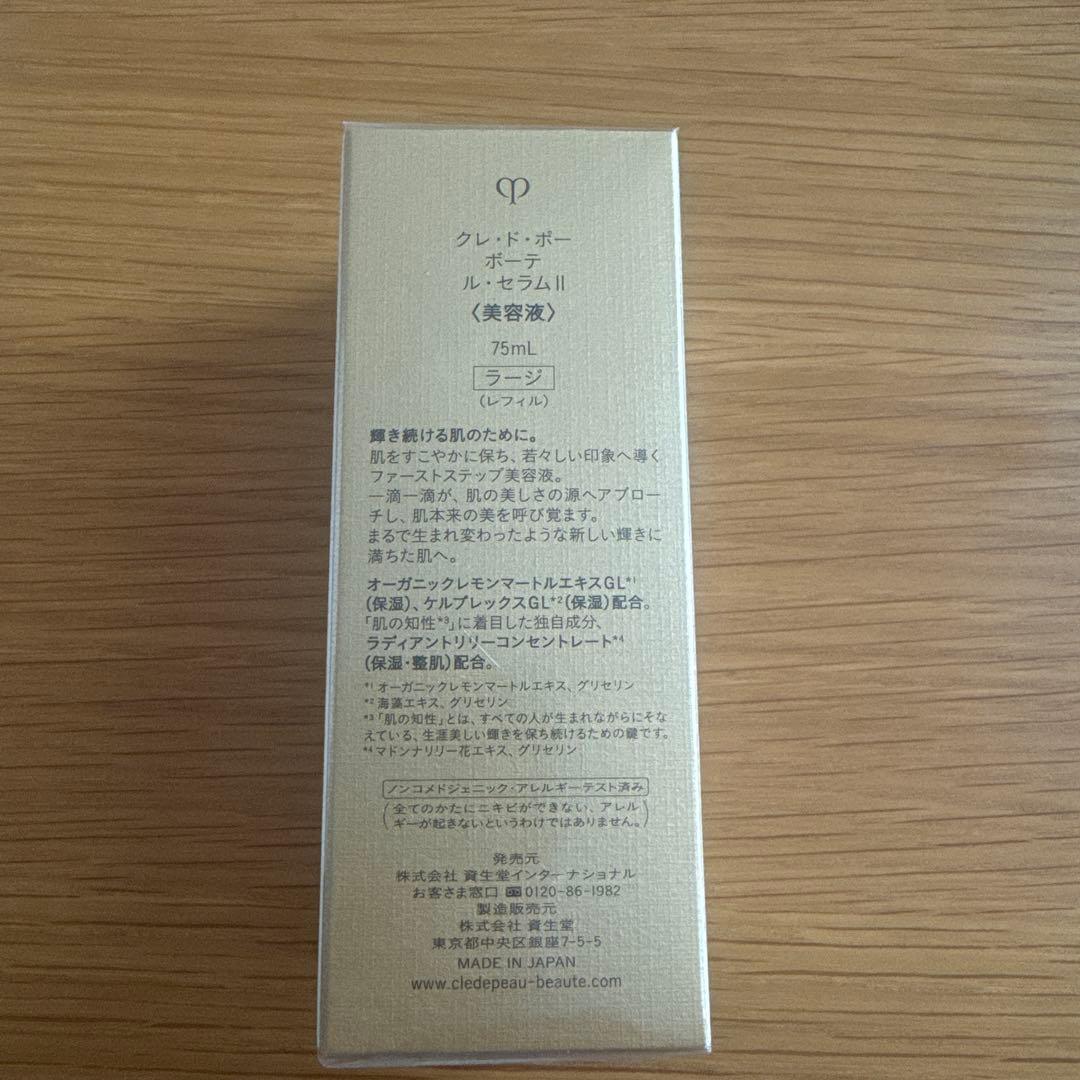 クレ・ド・ポー
ボーテ
ル・セラムⅡ
〈美容液〉
75mL
ラージ
（レフィル）
輝き続ける肌のために。
肌をすこやかに保ち、若々しい印象へ導く
ファーストステップ美容液。
一滴一滴が、肌の美しさの源へアプロー
チし、肌本来の美を呼び覚ます。
まるで生まれ変わったような新しい輝きに
満ちた肌へ。
オーガニックレモンマートルエキスGL*1
（保湿）、ケルプレックスGL*2（保湿）配合。
「肌の知性*3」に着目した独自成分、
ラディアントリリーコンセントレート*4
（保湿・整肌）配合。
*1 オーガニックレモンマートルエキス、グリセリン
*2 海藻エキス、グリセリン
*3「肌の知性」とは、すべての人が生まれながらにそな
えている、生涯美しい輝きを保ち続けるための鍵です。
*4 マドンナリリー花エキス、グリセリン
ノンコメドジェニック・アレルギーテスト済み
（全てのかたにニキビができない、アレル
ギーが起きないというわけではありません。）
発売元
株式会社 資生堂インターナショナル
お客さま窓口 0120-86-1982
製造販売元
株式会社 資生堂
東京都中央区銀座7-5-5
MADE IN JAPAN
www.cledepeau-beaute.com